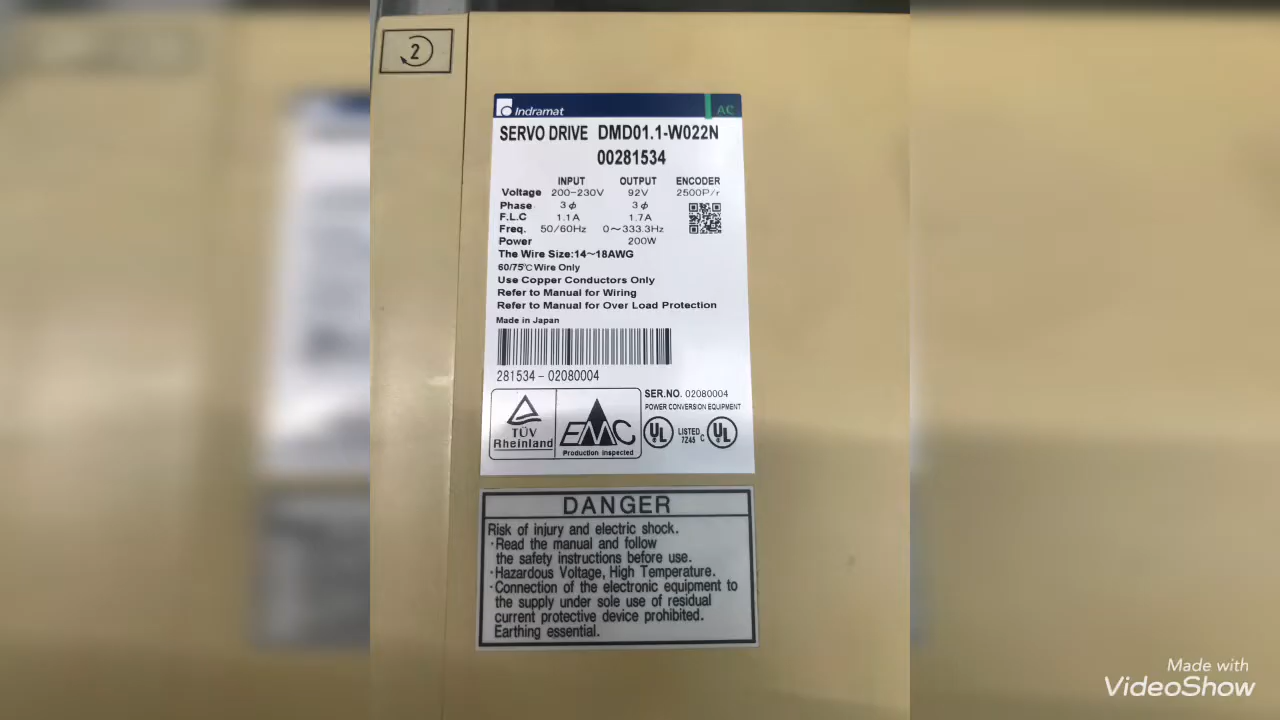 2
Indramat AC
SERVO DRIVE DMD01.1-W022N
00281534
INPUT OUTPUT ENCODER
Voltage 200-230V 92V 2500P/r
Phase 3ϕ 3ϕ
F.L.C 1.1A 1.7A
Freq. 50/60Hz 0～333.3Hz
Power 200W
The Wire Size:14～18AWG
60/75℃ Wire Only
Use Copper Conductors Only
Refer to Manual for Wiring
Refer to Manual for Over Load Protection
Made in Japan
281534-02080004
SER.NO. 02080004
POWER CONVERSION EQUIPMENT
TÜV
Rheinland
EMC
Production Inspected
UL LISTED 7245 C UL
DANGER
Risk of injury and electric shock.
·Read the manual and follow
the safety instructions before use.
·Hazardous Voltage, High Temperature.
·Connection of the electronic equipment to
the supply under sole use of residual
current protective device prohibited.
Earthing essential.
Made with
VideoShow